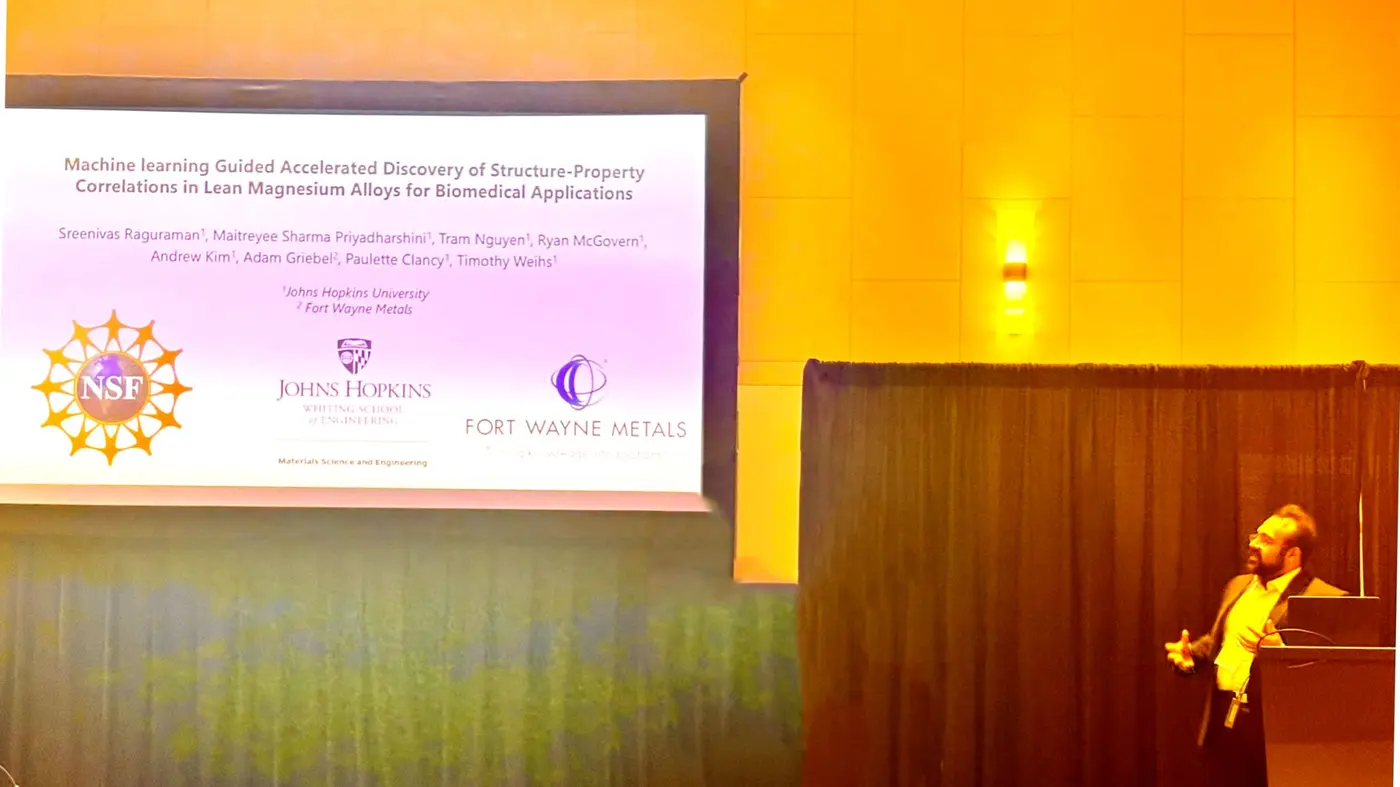 Machine learning Guided Accelerated Discovery of Structure-Property
Correlations in Lean Magnesium Alloys for Biomedical Applications
Sreenivas Raguraman¹, Maitreyee Sharma Priyadharshini¹, Tram Nguyen¹, Ryan McGovern¹,
Andrew Kim¹, Adam Griebel², Paulette Clancy¹, Timothy Weihs¹
¹Johns Hopkins University
² Fort Wayne Metals
NSF
JOHNS HOPKINS
WHITING SCHOOL
of ENGINEERING
Materials Science and Engineering
FORT WAYNE METALS